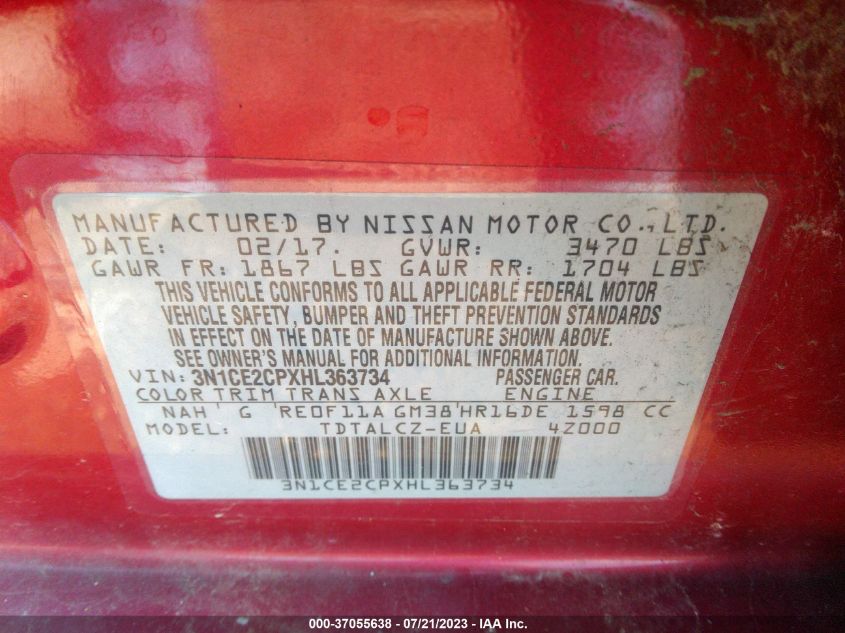 MANUFACTURED BY NISSAN MOTOR CO., LTD.
DATE: 02/17. GVWR: 3470 LBS
GAWR FR: 1867 LBS GAWR RR: 1704 LBS
THIS VEHICLE CONFORMS TO ALL APPLICABLE FEDERAL MOTOR
VEHICLE SAFETY, BUMPER AND THEFT PREVENTION STANDARDS
IN EFFECT ON THE DATE OF MANUFACTURE SHOWN ABOVE.
SEE OWNER'S MANUAL FOR ADDITIONAL INFORMATION.
VIN: 3N1CE2CPXHL363734 PASSENGER CAR.
COLOR TRIM TRANS AXLE ENGINE
NAH G RE0F11A GM38 HR16DE 1598 CC
MODEL: TDTALCZ-EUA 4Z000
3N1CE2CPXHL363734
000-37055638 - 07/21/2023 - IAA Inc.